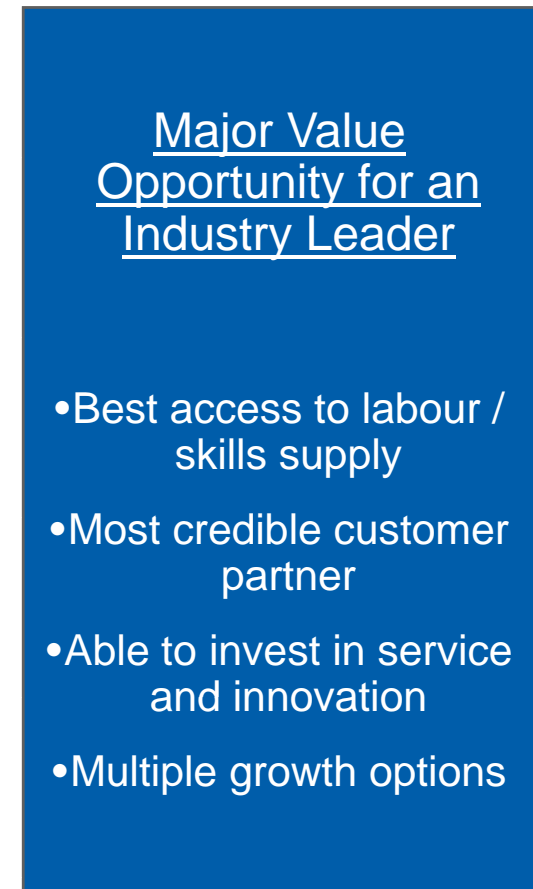 Major Value
Opportunity for an
Industry Leader
•Best access to labour /
skills supply
•Most credible customer
partner
•Able to invest in service
and innovation
•Multiple growth options